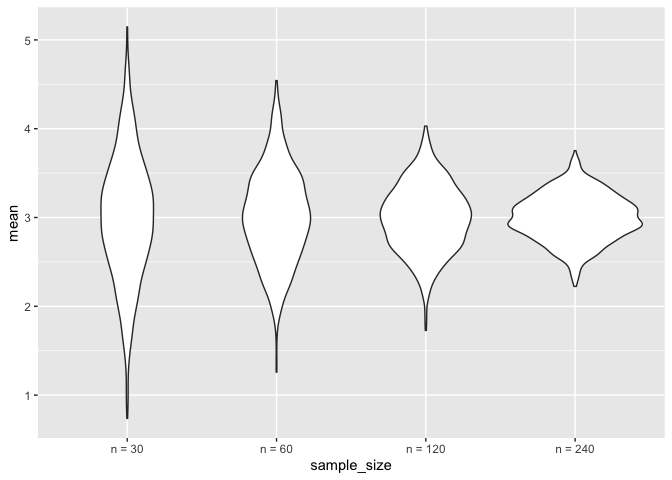 5
4
3
2
1
mean
n = 30 n = 60 n = 120 n = 240
sample_size